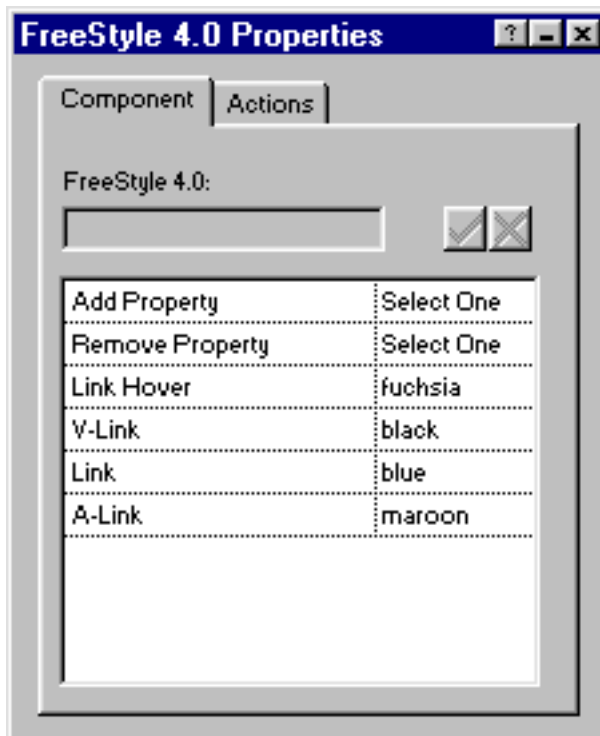 FreeStyle 4.0 Properties
Component Actions
FreeStyle 4.0:
Add Property Select One
Remove Property Select One
Link Hover fuchsia
V-Link black
Link blue
A-Link maroon